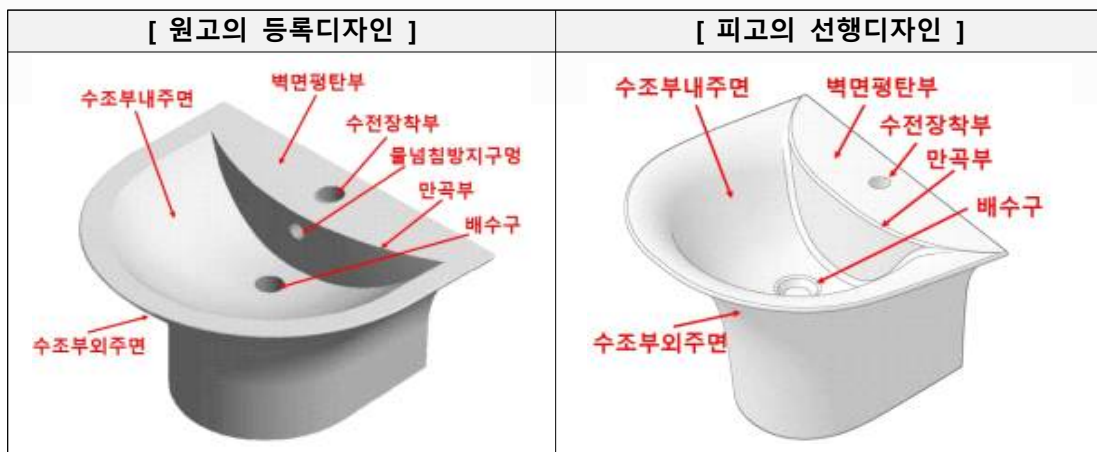 [ 원고의 등록디자인 ]
[ 피고의 선행디자인 ]
벽면평탄부
수조부내주면
수전장착부
물넘침방지구멍
만곡부
배수구
수조부외주면
수조부내주면
벽면평탄부
수전장착부
만곡부
배수구
수조부외주면